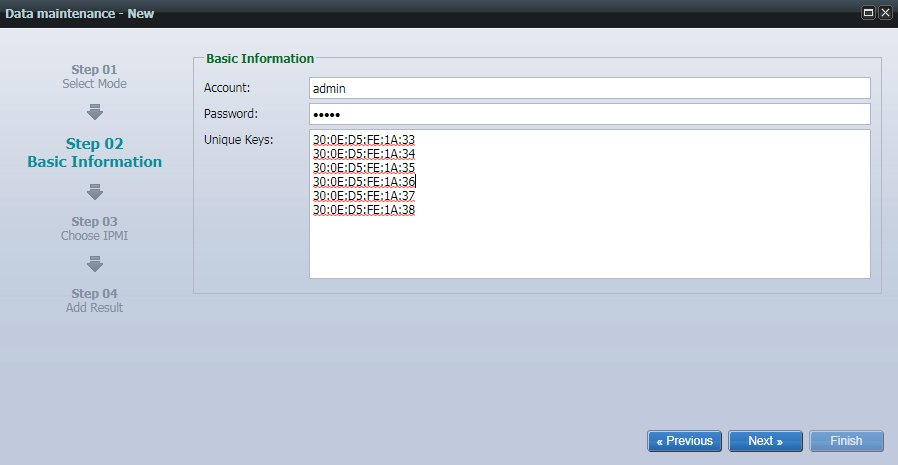 Data maintenance - New
Step 01
Select Mode
Step 02
Basic Information
Step 03
Choose IPMI
Step 04
Add Result
Basic Information
Account: admin
Password: •••••
Unique Keys:
30:0E:D5:FE:1A:33
30:0E:D5:FE:1A:34
30:0E:D5:FE:1A:35
30:0E:D5:FE:1A:36
30:0E:D5:FE:1A:37
30:0E:D5:FE:1A:38
« Previous Next » Finish